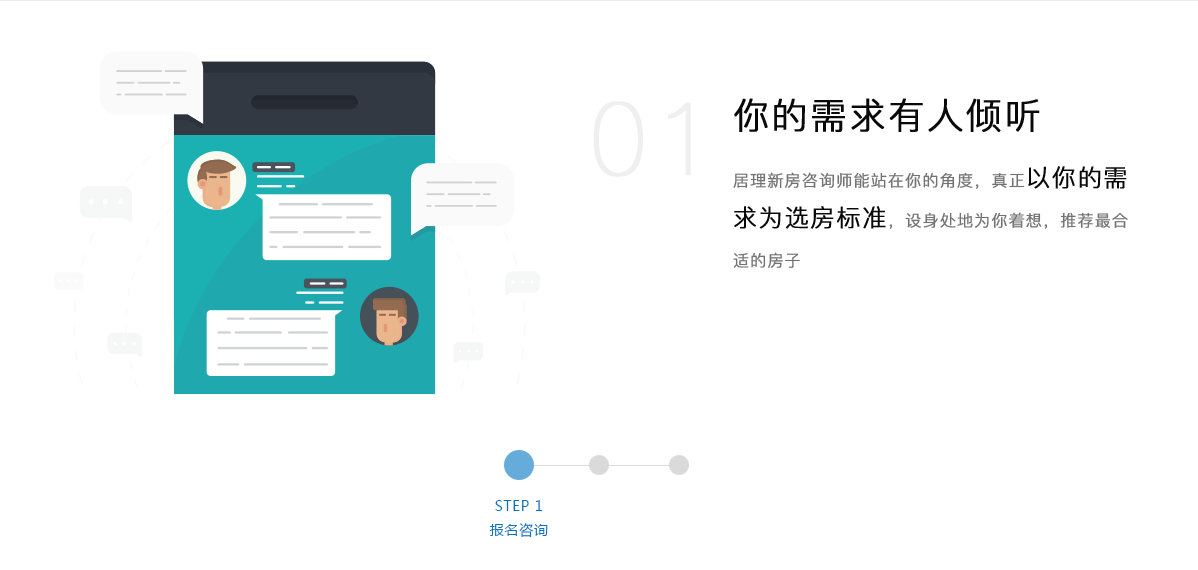 01
你的需求有人倾听
居理新房咨询师能站在你的角度，真正以你的需
求为选房标准，设身处地为你着想，推荐最合
适的房子
STEP 1
报名咨询